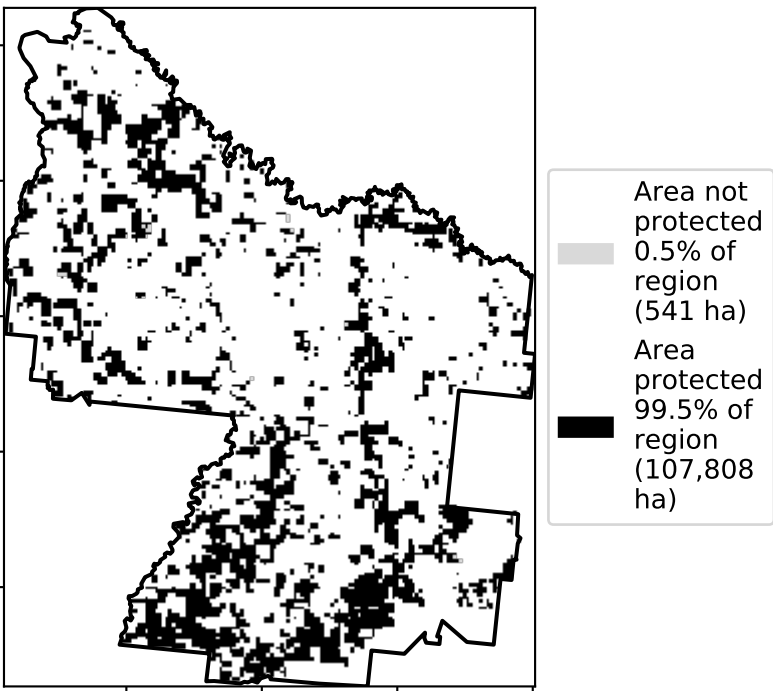 Area not
protected
0.5% of
region
(541 ha)
Area
protected
99.5% of
region
(107,808
ha)